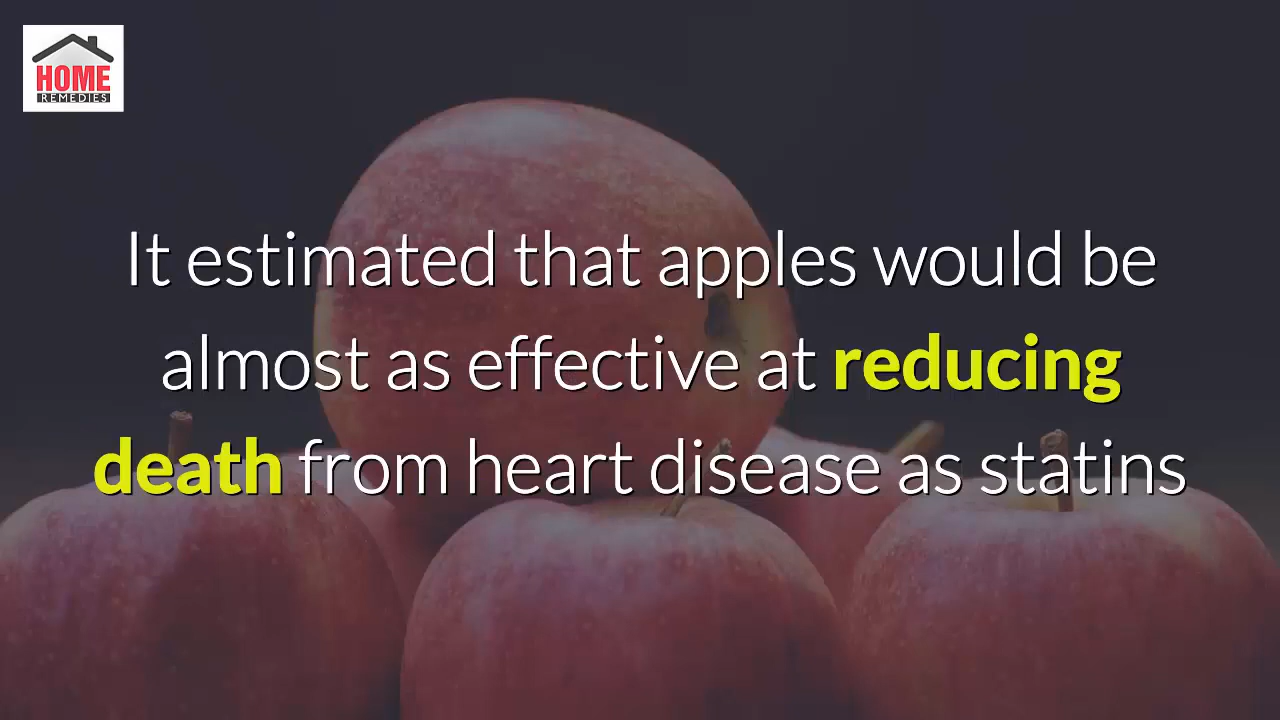 HOME
REMEDIES
It estimated that apples would be
almost as effective at reducing
death from heart disease as statins